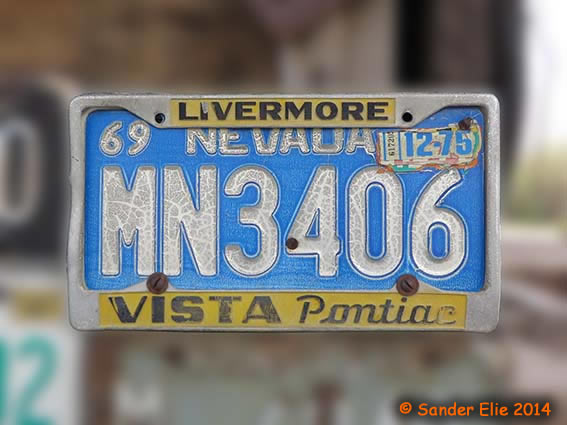 LIVERMORE
69 NEVADA 12-75
MN3406
VISTA Pontiac
© Sander Elie 2014